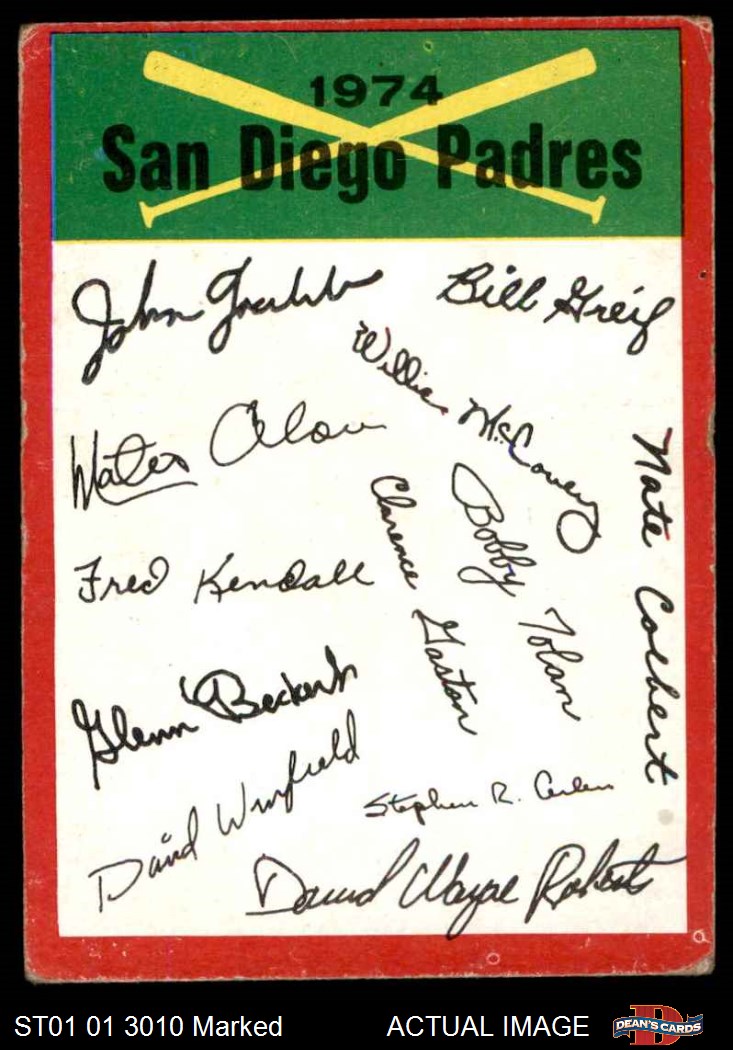 1974
San Diego Padres
John Grubb
Bill Greif
Willie McCovey
Mateo Alou
Nate Colbert
Clarence Gaston
Bobby Tolan
Fred Kendall
Glenn Beckert
David Winfield
Stephen R. Arlin
David Wayne Roberts
ST01 01 3010 Marked
ACTUAL IMAGE
D
DEAN'S CARDS